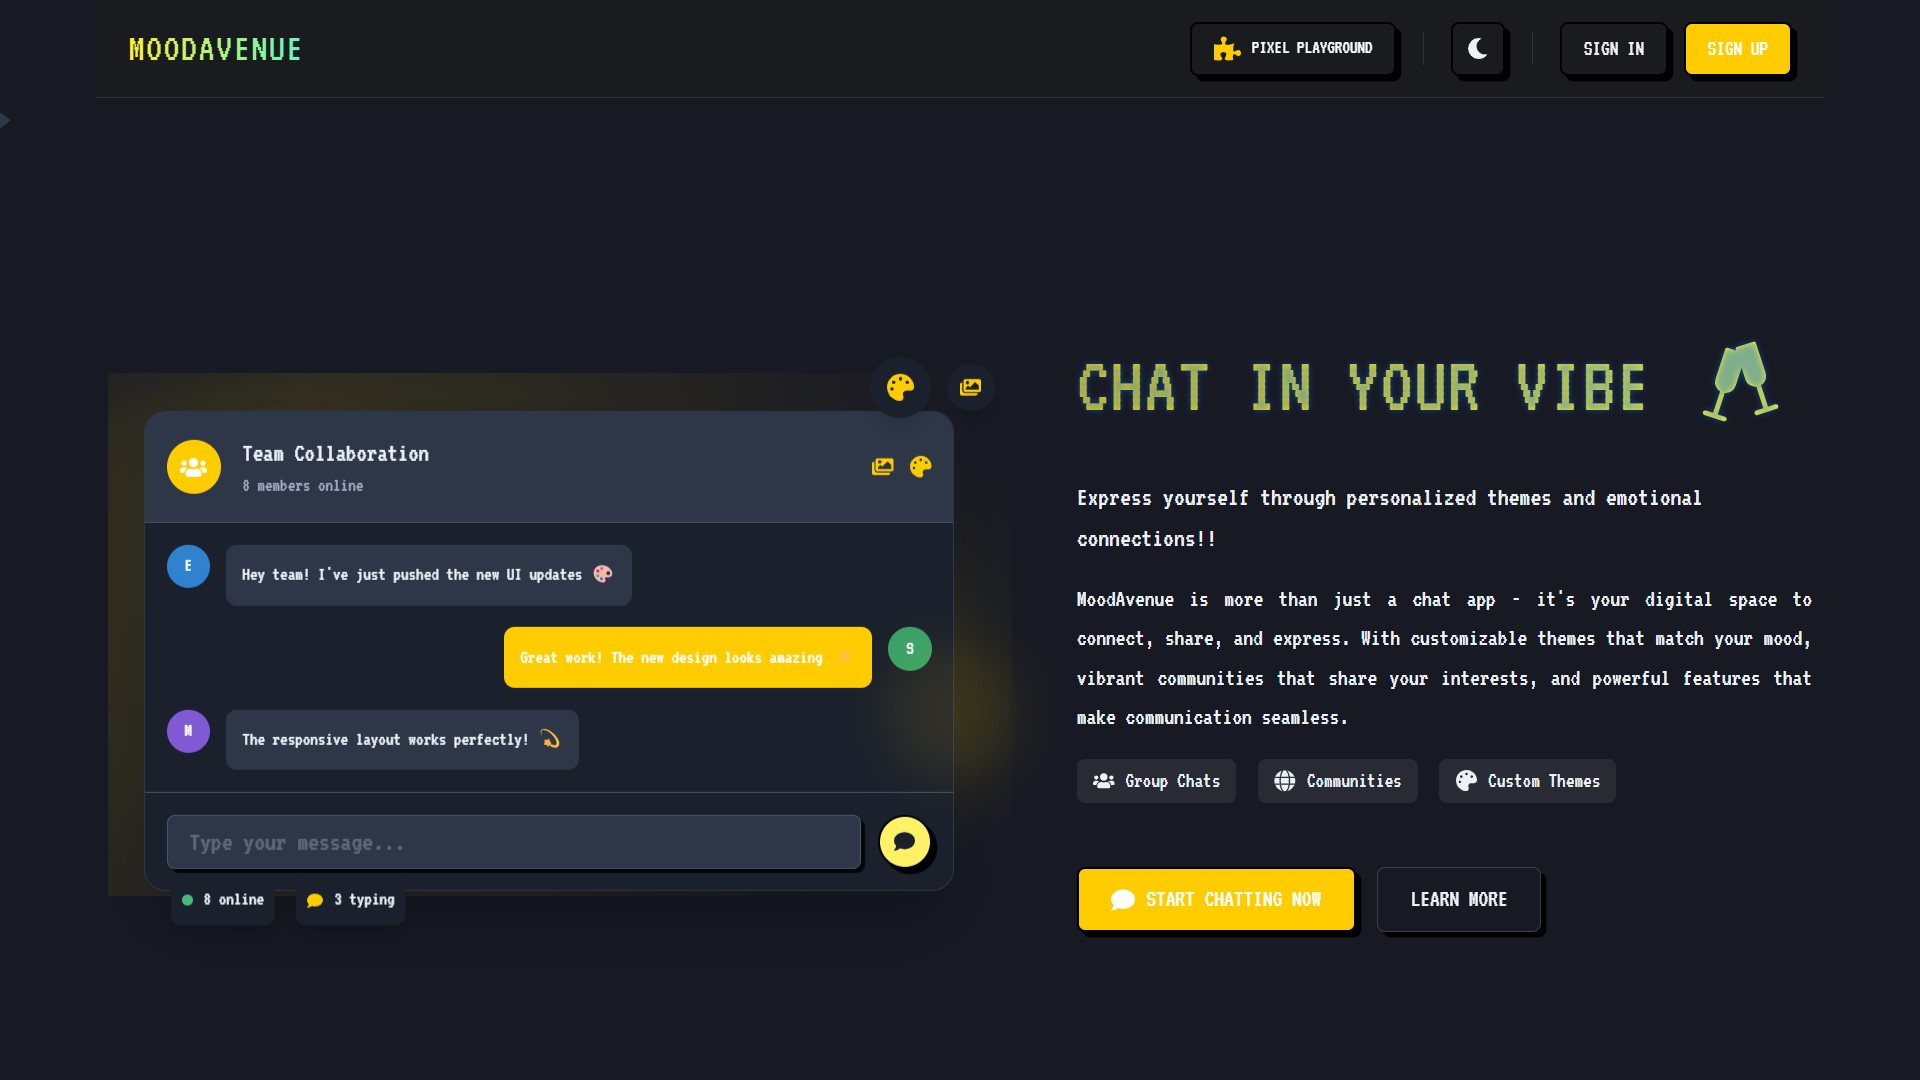 MOODAVENUE
PIXEL PLAYGROUND
SIGN IN
SIGN UP
Team Collaboration
8 members online
E
Hey team! I've just pushed the new UI updates
Great work! The new design looks amazing
S
M
The responsive layout works perfectly!
Type your message...
8 online
3 typing
CHAT IN YOUR VIBE
Express yourself through personalized themes and emotional
connections!!
MoodAvenue is more than just a chat app - it's your digital space to
connect, share, and express. With customizable themes that match your mood,
vibrant communities that share your interests, and powerful features that
make communication seamless.
Group Chats
Communities
Custom Themes
START CHATTING NOW
LEARN MORE